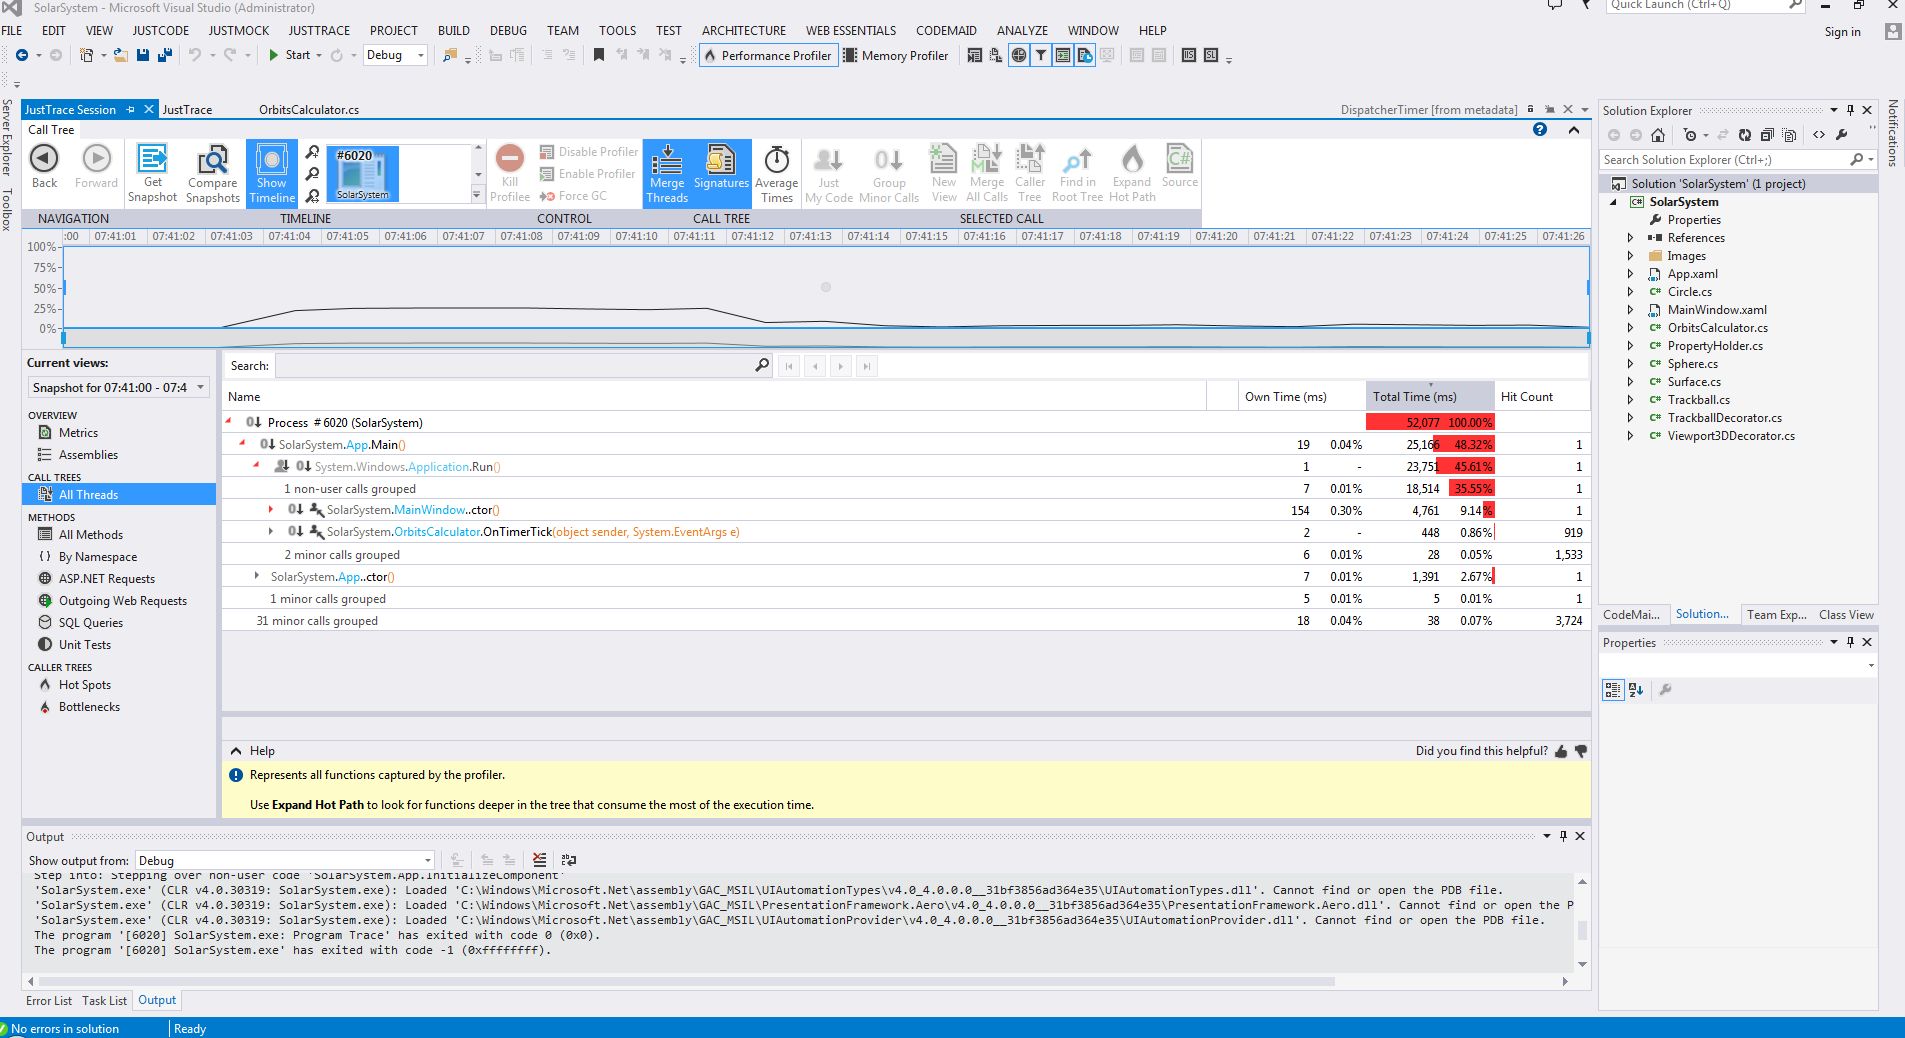 SolarSystem - Microsoft Visual Studio (Administrator)
Quick Launch (Ctrl+Q)
FILE EDIT VIEW JUSTCODE JUSTMOCK JUSTTRACE PROJECT BUILD DEBUG TEAM TOOLS TEST ARCHITECTURE WEB ESSENTIALS CODEMAID ANALYZE WINDOW HELP
Sign in
Start Debug Performance Profiler Memory Profiler
Server Explorer
Toolbox
Notifications
JustTrace Session JustTrace OrbitsCalculator.cs DispatcherTimer [from metadata]
Call Tree
Back Forward Get Snapshot Compare Snapshots Show Timeline
#6020
SolarSystem
Kill Profilee
Disable Profiler
Enable Profiler
Force GC
Merge Threads Signatures Average Times Just My Code Group Minor Calls New View Merge All Calls Caller Tree Find in Root Tree Expand Hot Path Source
NAVIGATION TIMELINE CONTROL CALL TREE SELECTED CALL
:00 07:41:01 07:41:02 07:41:03 07:41:04 07:41:05 07:41:06 07:41:07 07:41:08 07:41:09 07:41:10 07:41:11 07:41:12 07:41:13 07:41:14 07:41:15 07:41:16 07:41:17 07:41:18 07:41:19 07:41:20 07:41:21 07:41:22 07:41:23 07:41:24 07:41:25 07:41:26
100%
75%
50%
25%
0%
Current views:
Snapshot for 07:41:00 - 07:4
OVERVIEW
Metrics
Assemblies
CALL TREES
All Threads
METHODS
All Methods
By Namespace
ASP.NET Requests
Outgoing Web Requests
SQL Queries
Unit Tests
CALLER TREES
Hot Spots
Bottlenecks
Search:
Name Own Time (ms) Total Time (ms) Hit Count
Process # 6020 (SolarSystem) 52,077 100.00%
SolarSystem.App.Main() 19 0.04% 25,166 48.32% 1
System.Windows.Application.Run() 1 - 23,751 45.61% 1
1 non-user calls grouped 7 0.01% 18,514 35.55% 1
SolarSystem.MainWindow..ctor() 154 0.30% 4,761 9.14% 1
SolarSystem.OrbitsCalculator.OnTimerTick(object sender, System.EventArgs e) 2 - 448 0.86% 919
2 minor calls grouped 6 0.01% 28 0.05% 1,533
SolarSystem.App..ctor() 7 0.01% 1,391 2.67% 1
1 minor calls grouped 5 0.01% 5 0.01% 1
31 minor calls grouped 18 0.04% 38 0.07% 3,724
Help
Did you find this helpful?
Represents all functions captured by the profiler.
Use Expand Hot Path to look for functions deeper in the tree that consume the most of the execution time.
Output
Show output from: Debug
Step into: Stepping over non-user code 'SolarSystem.App.InitializeComponent'
'SolarSystem.exe' (CLR v4.0.30319: SolarSystem.exe): Loaded 'C:\Windows\Microsoft.Net\assembly\GAC_MSIL\UIAutomationTypes\v4.0_4.0.0.0__31bf3856ad364e35\UIAutomationTypes.dll'. Cannot find or open the PDB file.
'SolarSystem.exe' (CLR v4.0.30319: SolarSystem.exe): Loaded 'C:\Windows\Microsoft.Net\assembly\GAC_MSIL\PresentationFramework.Aero\v4.0_4.0.0.0__31bf3856ad364e35\PresentationFramework.Aero.dll'. Cannot find or open the P
'SolarSystem.exe' (CLR v4.0.30319: SolarSystem.exe): Loaded 'C:\Windows\Microsoft.Net\assembly\GAC_MSIL\UIAutomationProvider\v4.0_4.0.0.0__31bf3856ad364e35\UIAutomationProvider.dll'. Cannot find or open the PDB file.
The program '[6020] SolarSystem.exe: Program Trace' has exited with code 0 (0x0).
The program '[6020] SolarSystem.exe' has exited with code -1 (0xffffffff).
Error List Task List Output
No errors in solution Ready
Solution Explorer
Search Solution Explorer (Ctrl+;)
Solution 'SolarSystem' (1 project)
SolarSystem
Properties
References
Images
App.xaml
Circle.cs
MainWindow.xaml
OrbitsCalculator.cs
PropertyHolder.cs
Sphere.cs
Surface.cs
Trackball.cs
TrackballDecorator.cs
Viewport3DDecorator.cs
CodeMai... Solution... Team Exp... Class View
Properties